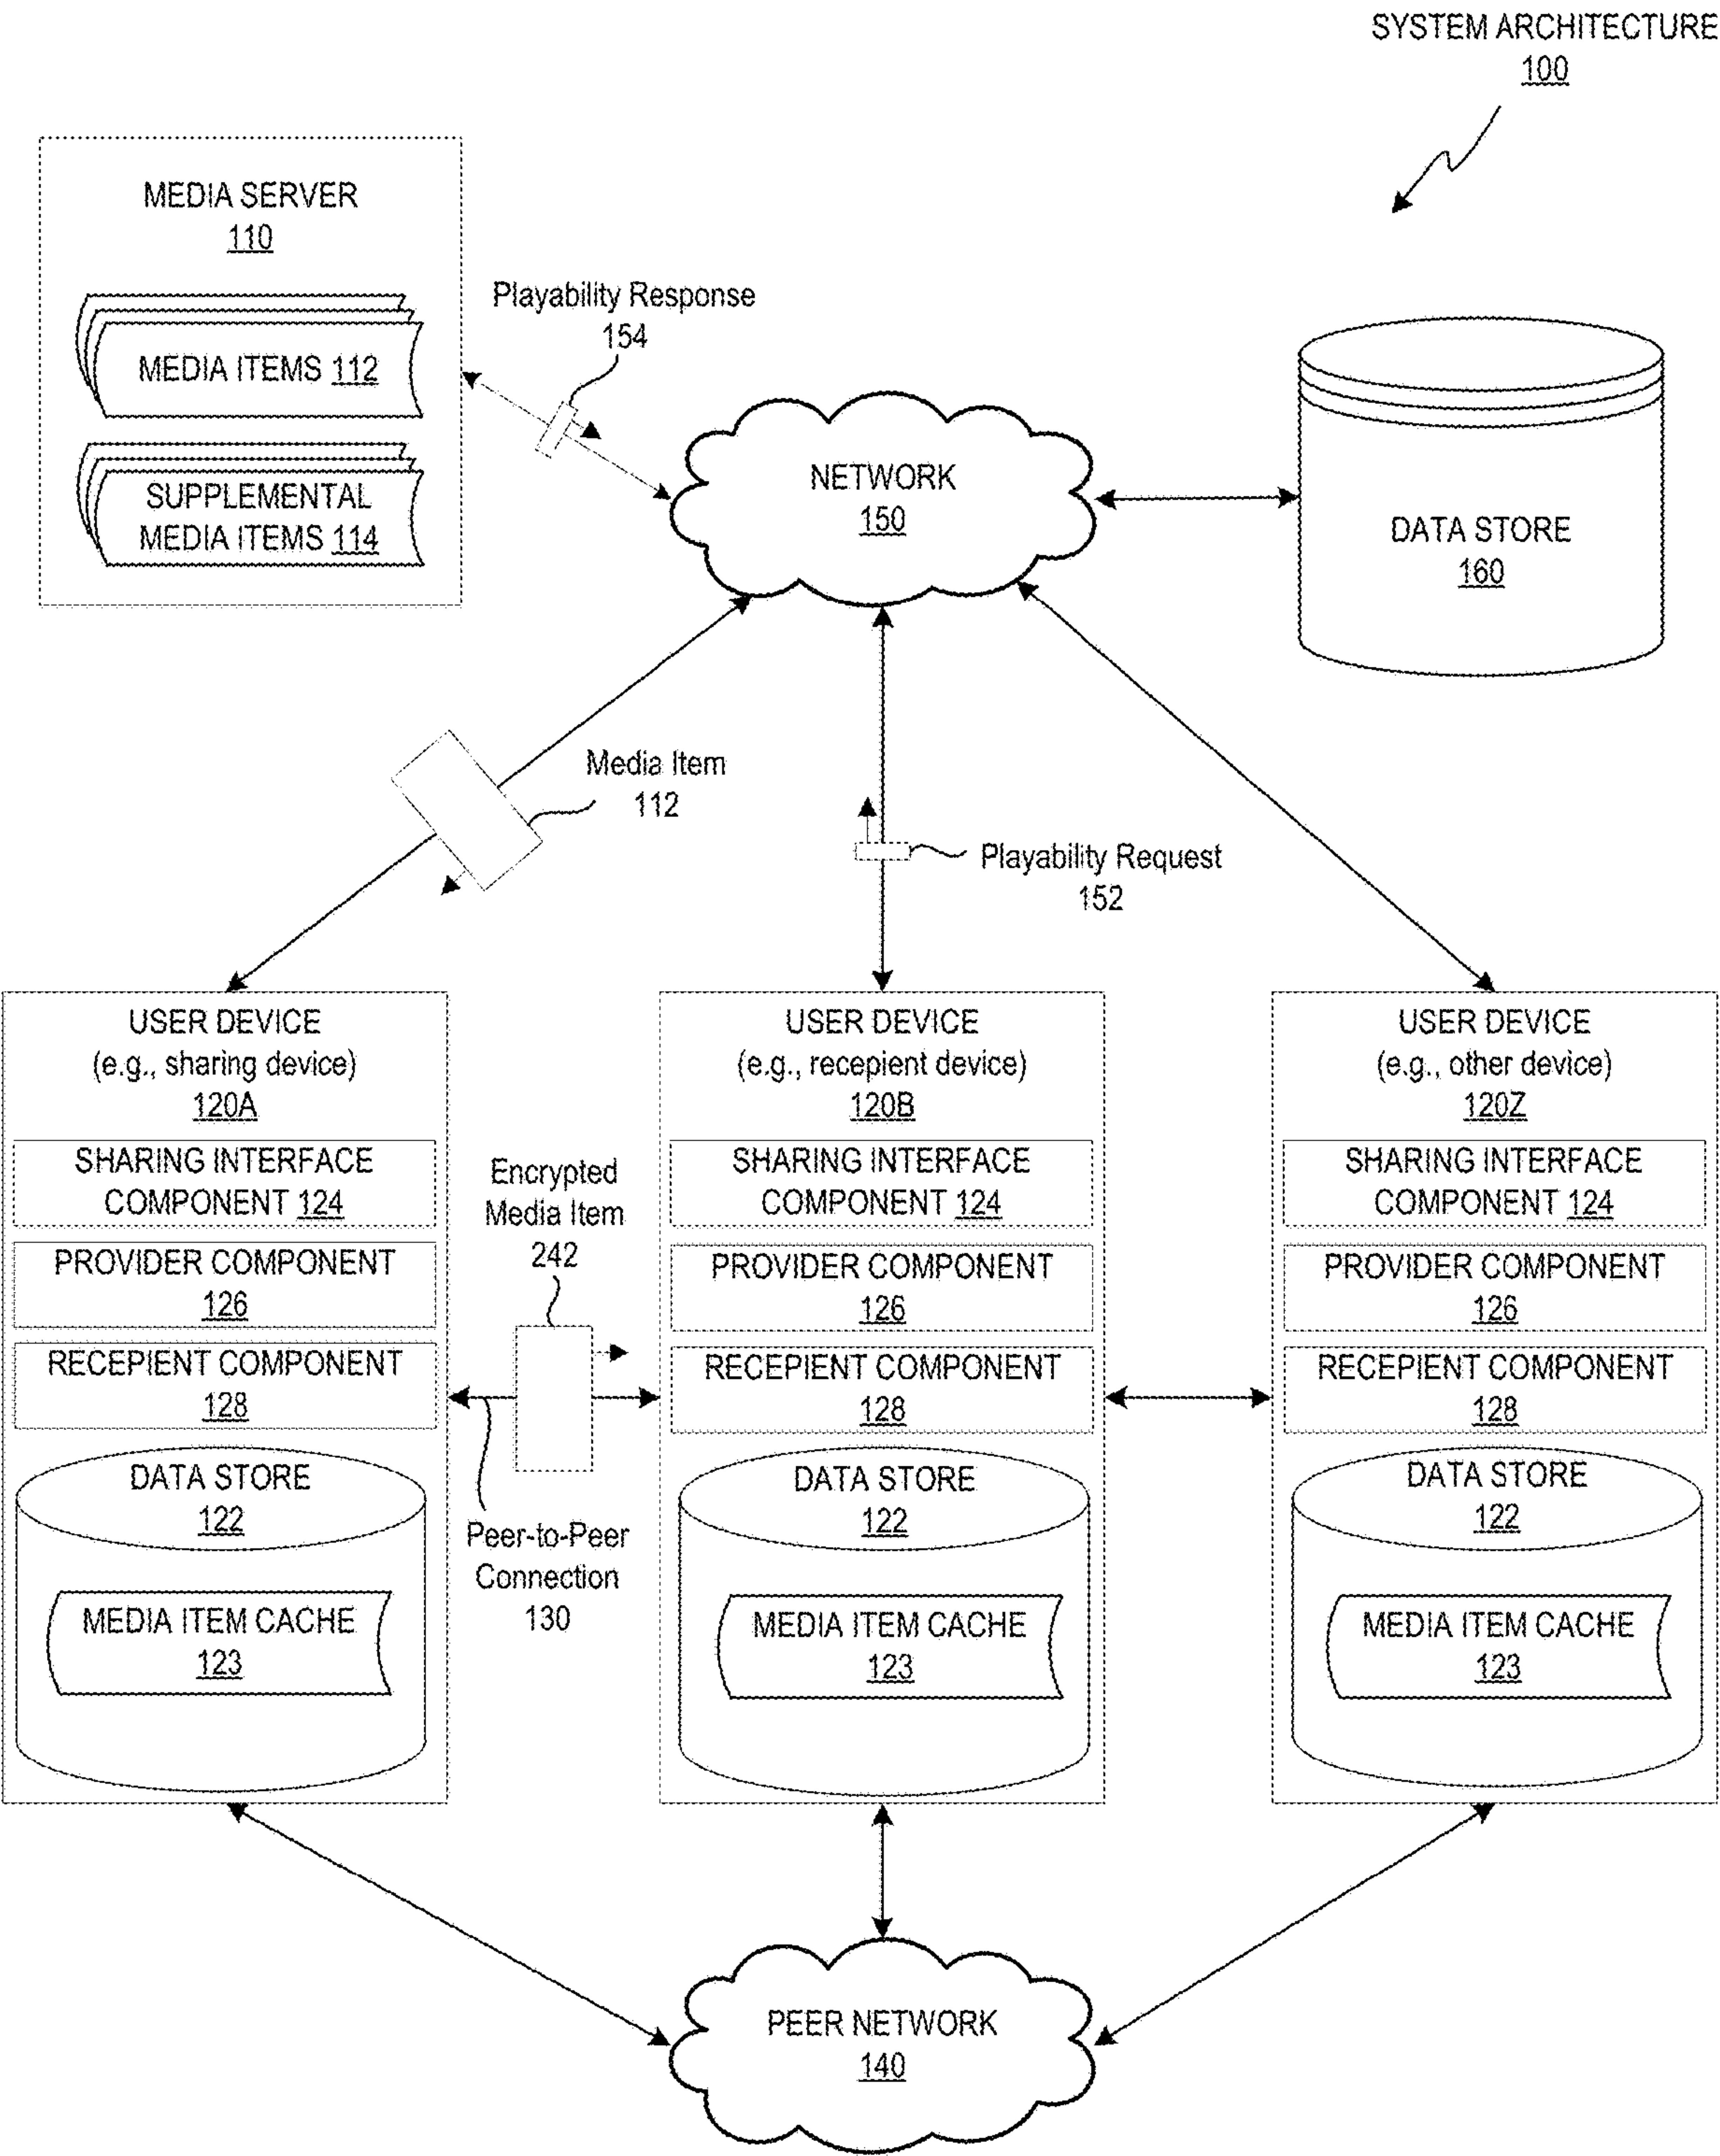 SYSTEM ARCHITECTURE
100
MEDIA SERVER
110
MEDIA ITEMS 112
SUPPLEMENTAL
MEDIA ITEMS 114
Playability Response
154
NETWORK
150
DATA STORE
160
Media Item
112
Playability Request
152
USER DEVICE
(e.g., sharing device)
120A
SHARING INTERFACE
COMPONENT 124
PROVIDER COMPONENT
126
RECEPIENT COMPONENT
128
DATA STORE
122
MEDIA ITEM CACHE
123
Encrypted
Media Item
242
Peer-to-Peer
Connection
130
USER DEVICE
(e.g., recepient device)
120B
SHARING INTERFACE
COMPONENT 124
PROVIDER COMPONENT
126
RECEPIENT COMPONENT
128
DATA STORE
122
MEDIA ITEM CACHE
123
USER DEVICE
(e.g., other device)
120Z
SHARING INTERFACE
COMPONENT 124
PROVIDER COMPONENT
126
RECEPIENT COMPONENT
128
DATA STORE
122
MEDIA ITEM CACHE
123
PEER NETWORK
140